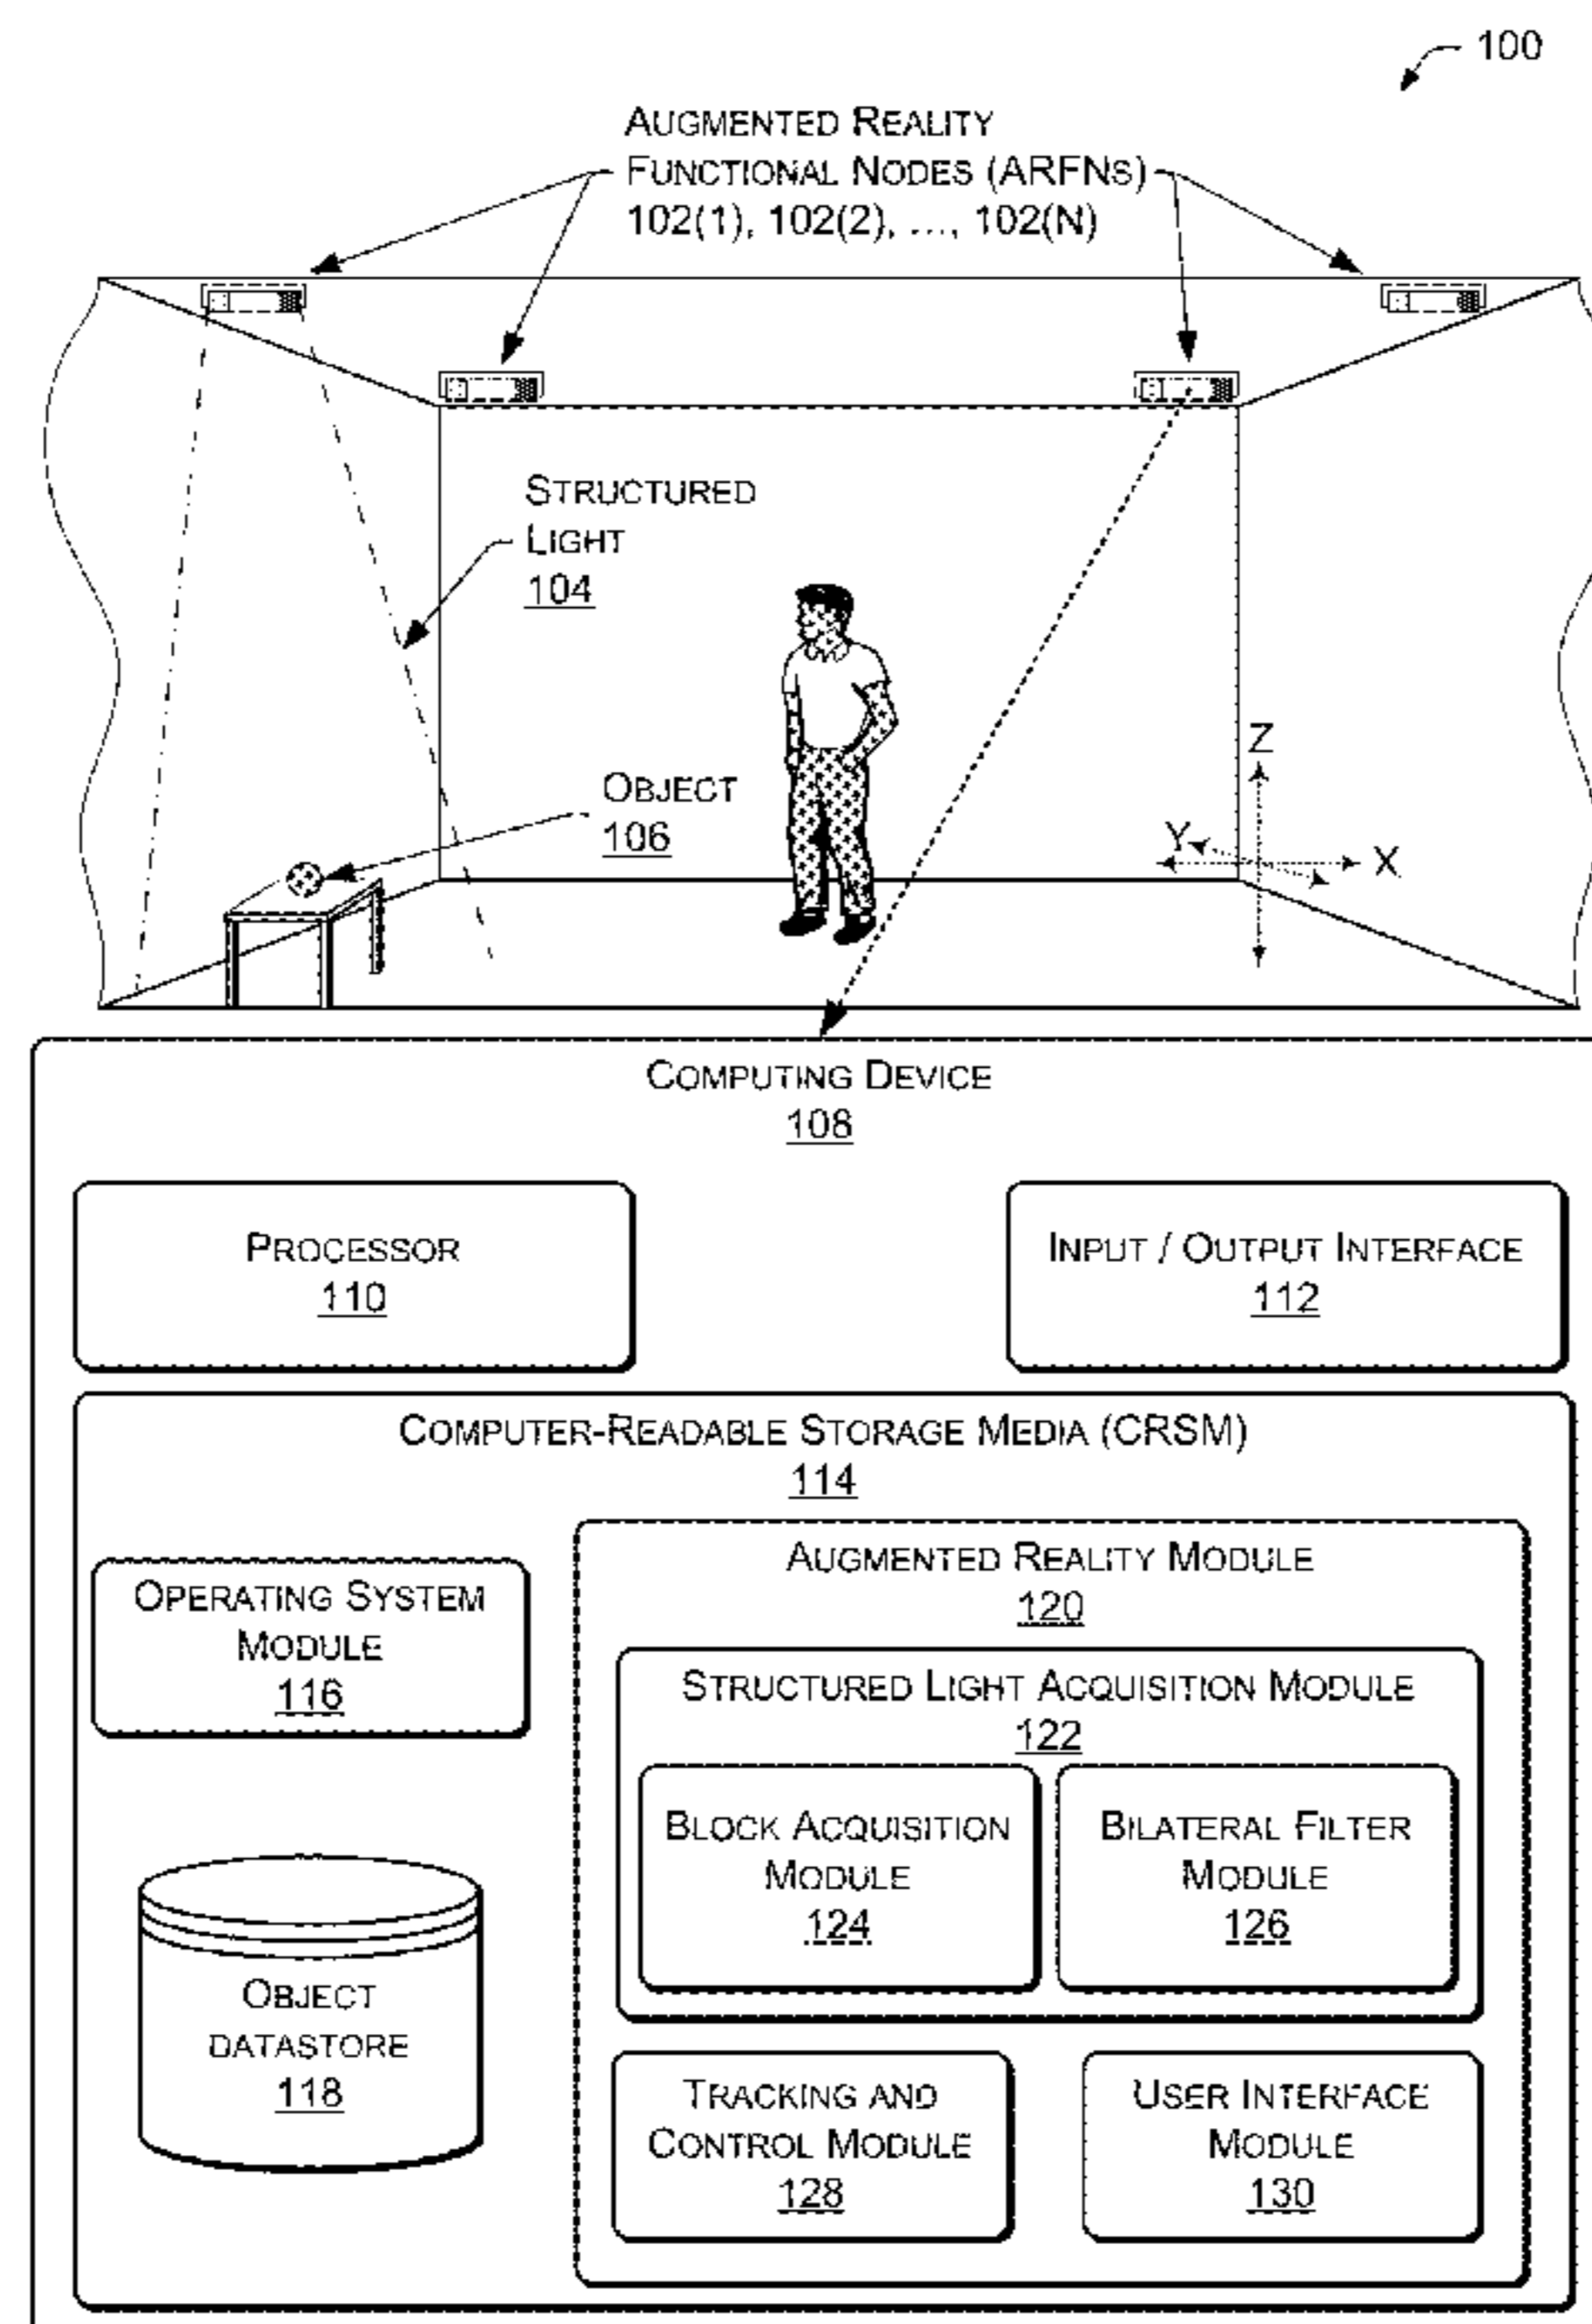 100
AUGMENTED REALITY
FUNCTIONAL NODES (ARFNS)
102(1), 102(2), ..., 102(N)
STRUCTURED
LIGHT
104
OBJECT
106
Z
Y
X
COMPUTING DEVICE
108
PROCESSOR
110
INPUT / OUTPUT INTERFACE
112
COMPUTER-READABLE STORAGE MEDIA (CRSM)
114
OPERATING SYSTEM
MODULE
116
OBJECT
DATASTORE
118
AUGMENTED REALITY MODULE
120
STRUCTURED LIGHT ACQUISITION MODULE
122
BLOCK ACQUISITION
MODULE
124
BILATERAL FILTER
MODULE
126
TRACKING AND
CONTROL MODULE
128
USER INTERFACE
MODULE
130